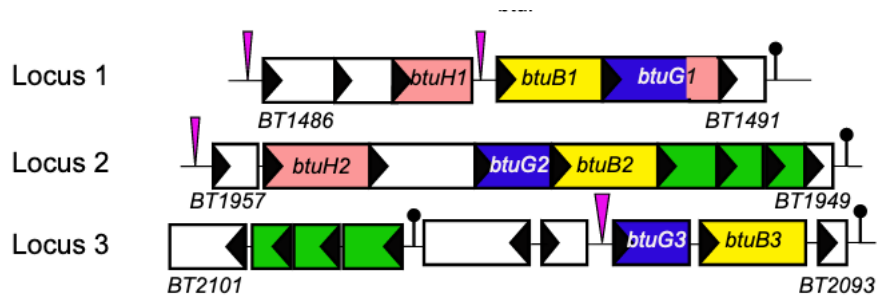 Locus 1
btuH1 btuB1 btuG1
BT1486 BT1491
Locus 2
btuH2 btuG2 btuB2
BT1957 BT1949
Locus 3
btuG3 btuB3
BT2101 BT2093